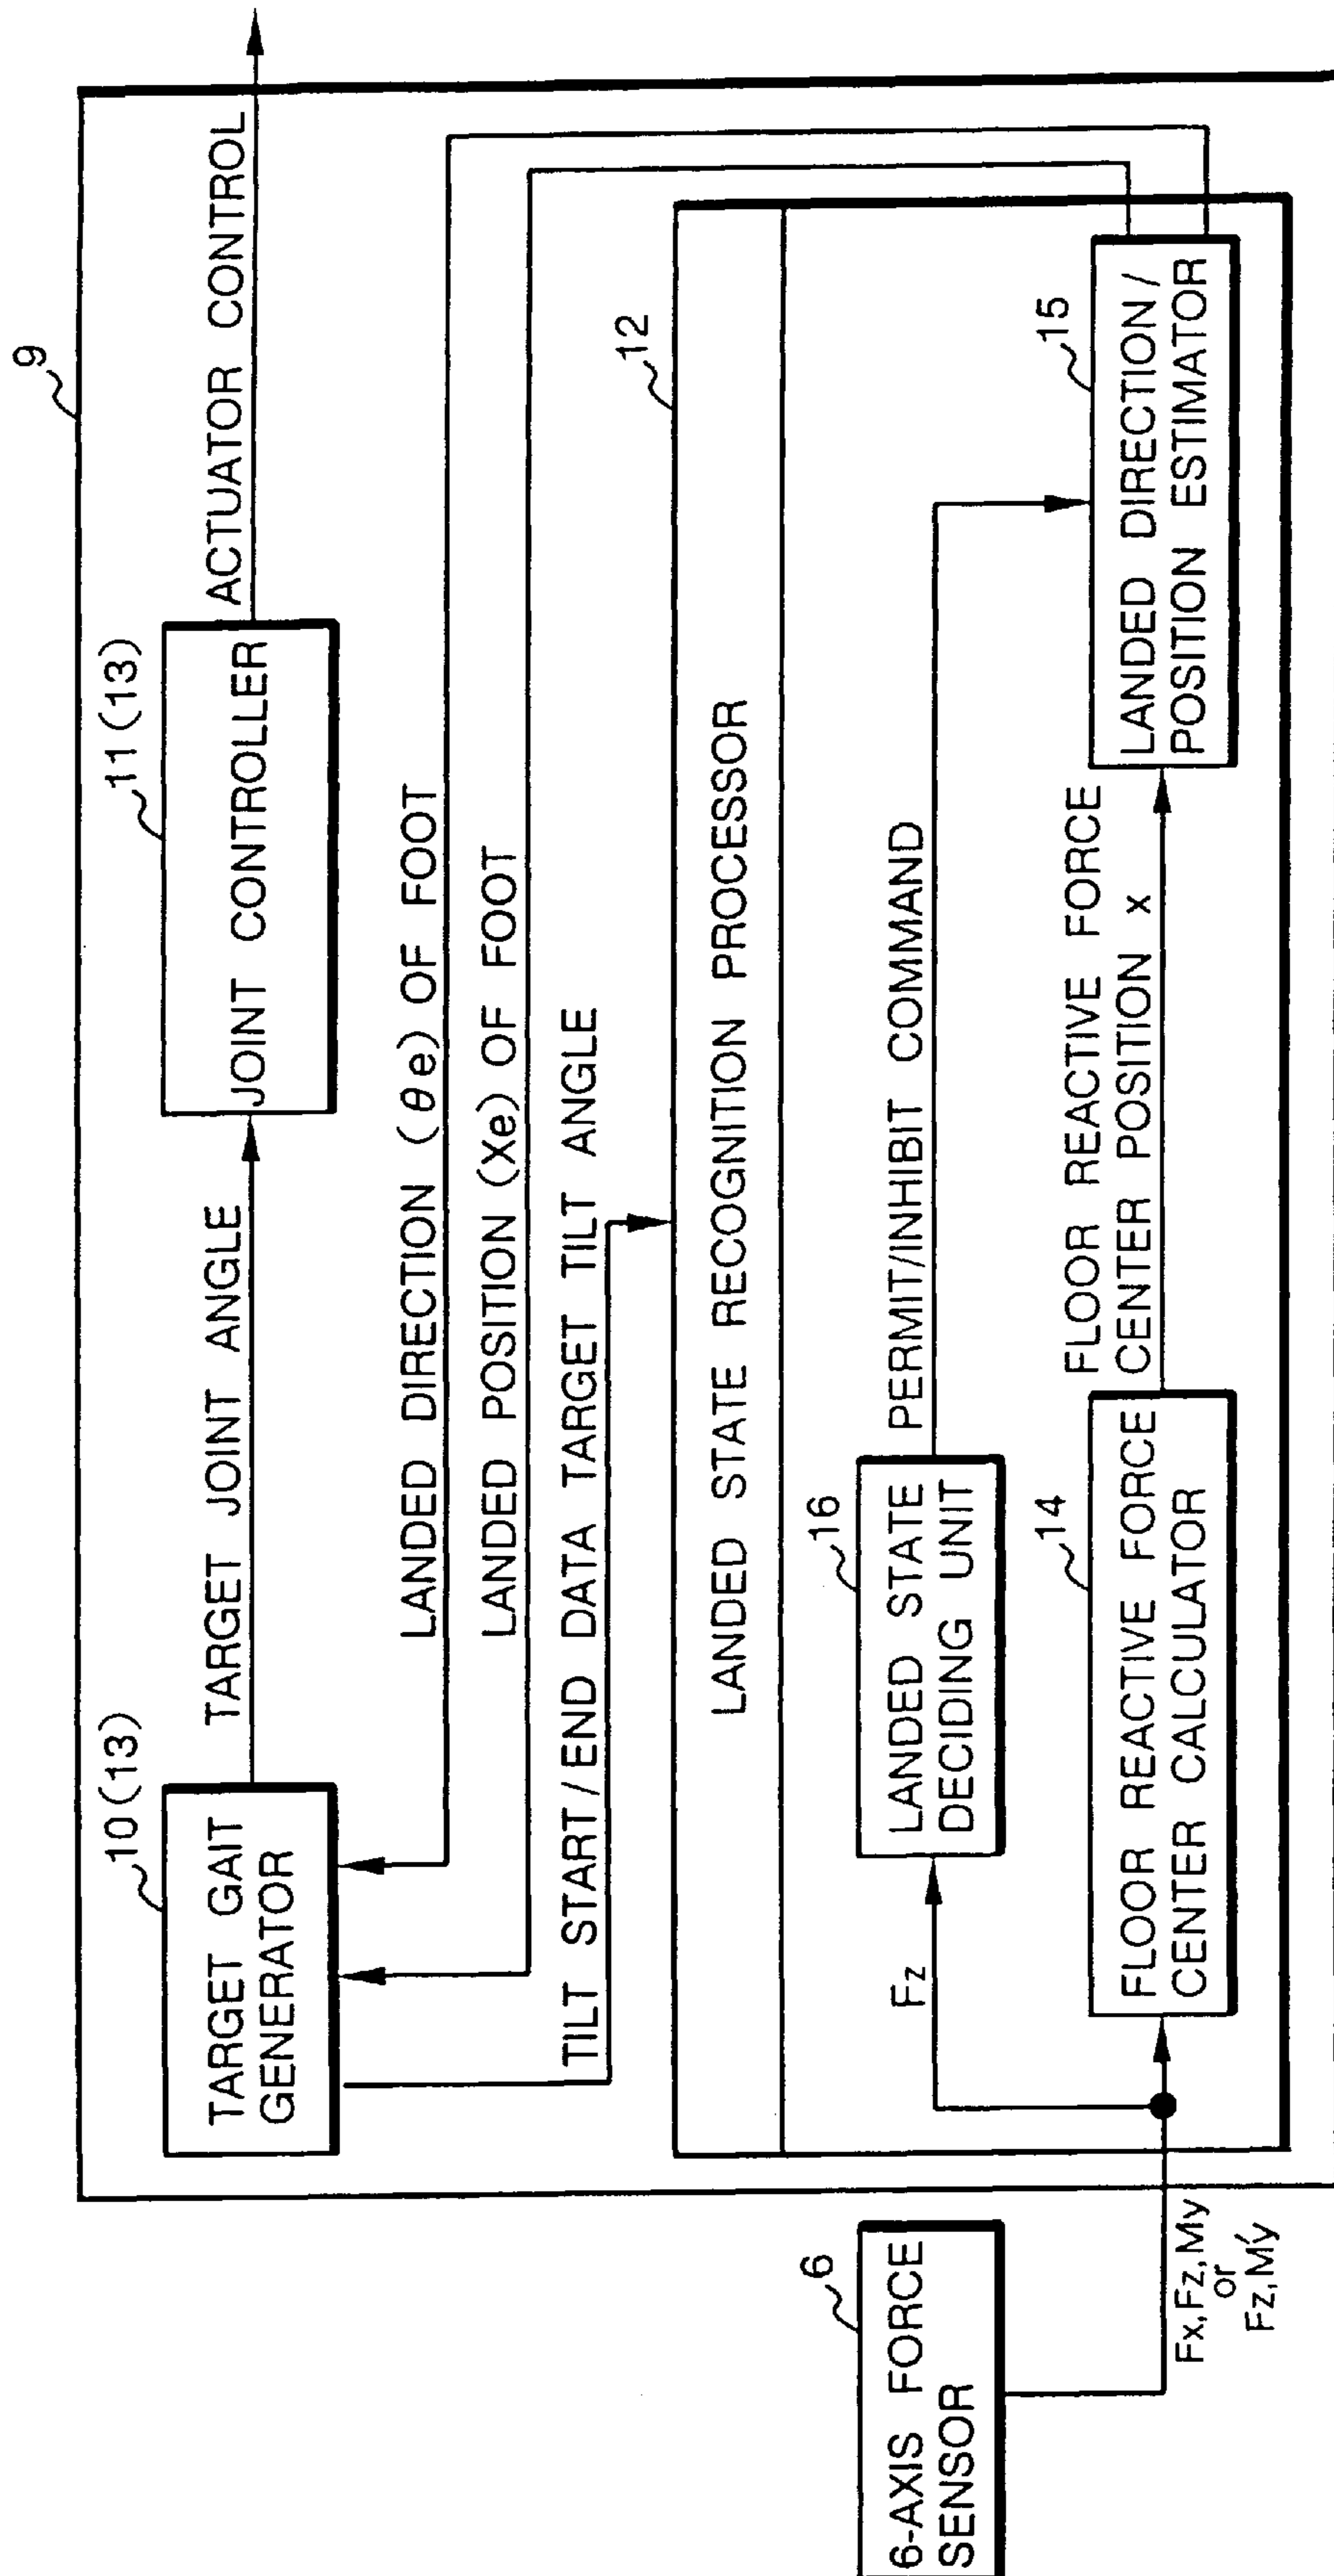 9
10(13)
TARGET GAIT
GENERATOR
TARGET JOINT ANGLE
11(13)
JOINT CONTROLLER
ACTUATOR CONTROL
LANDED DIRECTION (θe) OF FOOT
LANDED POSITION (Xe) OF FOOT
TILT START/END DATA TARGET TILT ANGLE
12
LANDED STATE RECOGNITION PROCESSOR
6
6-AXIS FORCE
SENSOR
Fx,Fz,My
or
Fz,M'y
Fz
16
LANDED STATE
DECIDING UNIT
PERMIT/INHIBIT COMMAND
14
FLOOR REACTIVE FORCE
CENTER CALCULATOR
FLOOR REACTIVE FORCE
CENTER POSITION x
15
LANDED DIRECTION/
POSITION ESTIMATOR